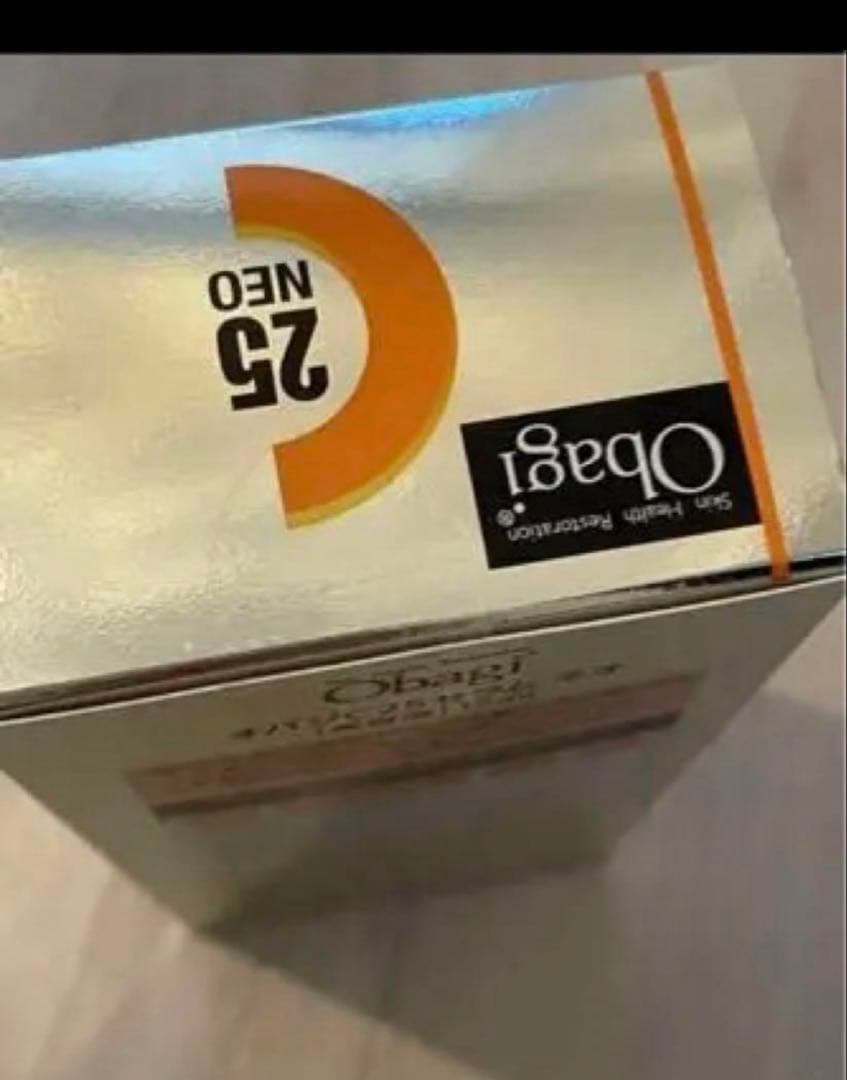 Skin Health Restoration
Obagi®
25
NEO
Obagi